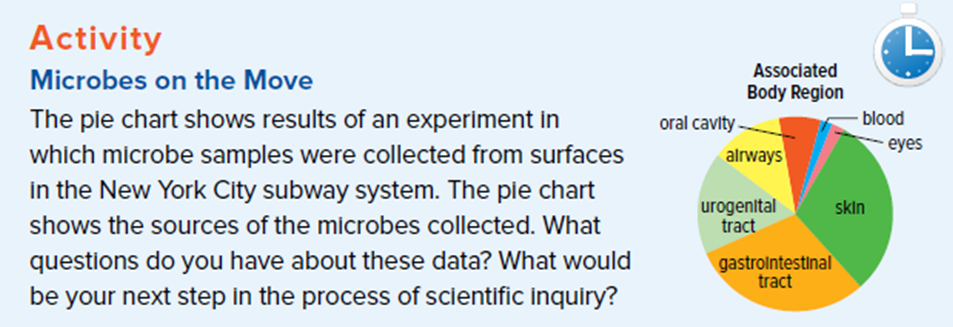 Activity
Microbes on the Move
The pie chart shows results of an experiment in
which microbe samples were collected from surfaces
in the New York City subway system. The pie chart
shows the sources of the microbes collected. What
questions do you have about these data? What would
be your next step in the process of scientific inquiry?
Associated
Body Region
oral cavity
blood
eyes
airways
urogenital
tract
skin
gastrointestinal
tract